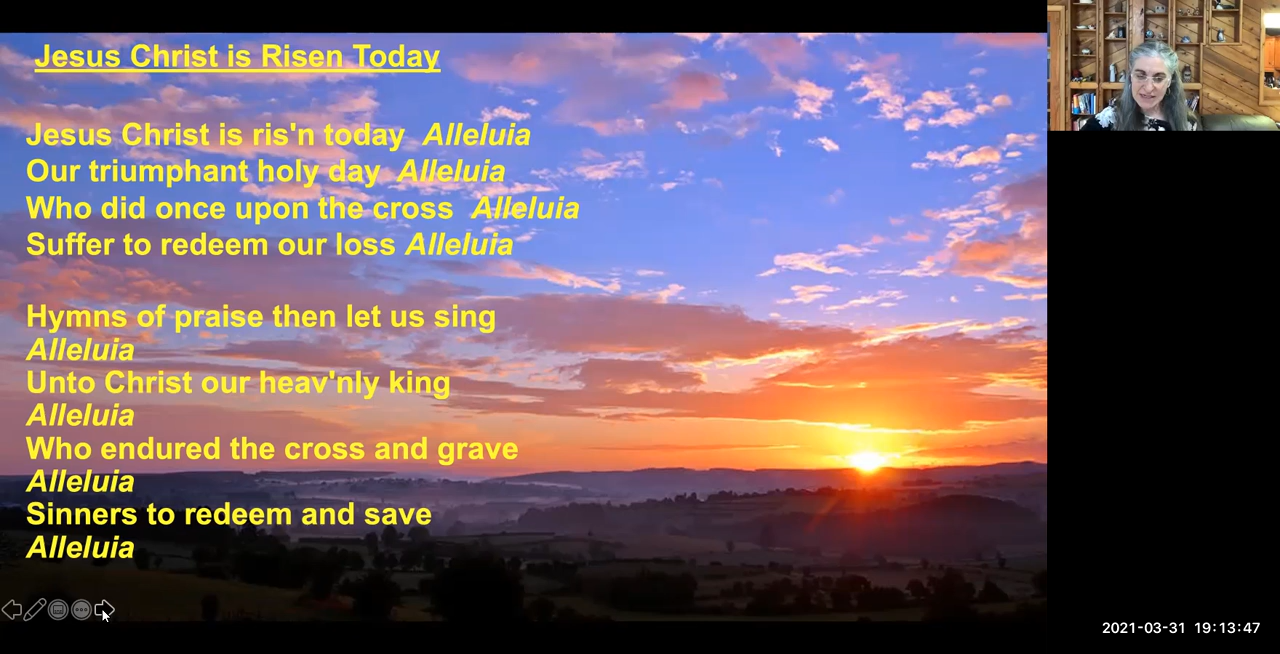 Jesus Christ is Risen Today
Jesus Christ is ris'n today Alleluia
Our triumphant holy day Alleluia
Who did once upon the cross Alleluia
Suffer to redeem our loss Alleluia
Hymns of praise then let us sing
Alleluia
Unto Christ our heav'nly king
Alleluia
Who endured the cross and grave
Alleluia
Sinners to redeem and save
Alleluia
2021-03-31 19:13:47